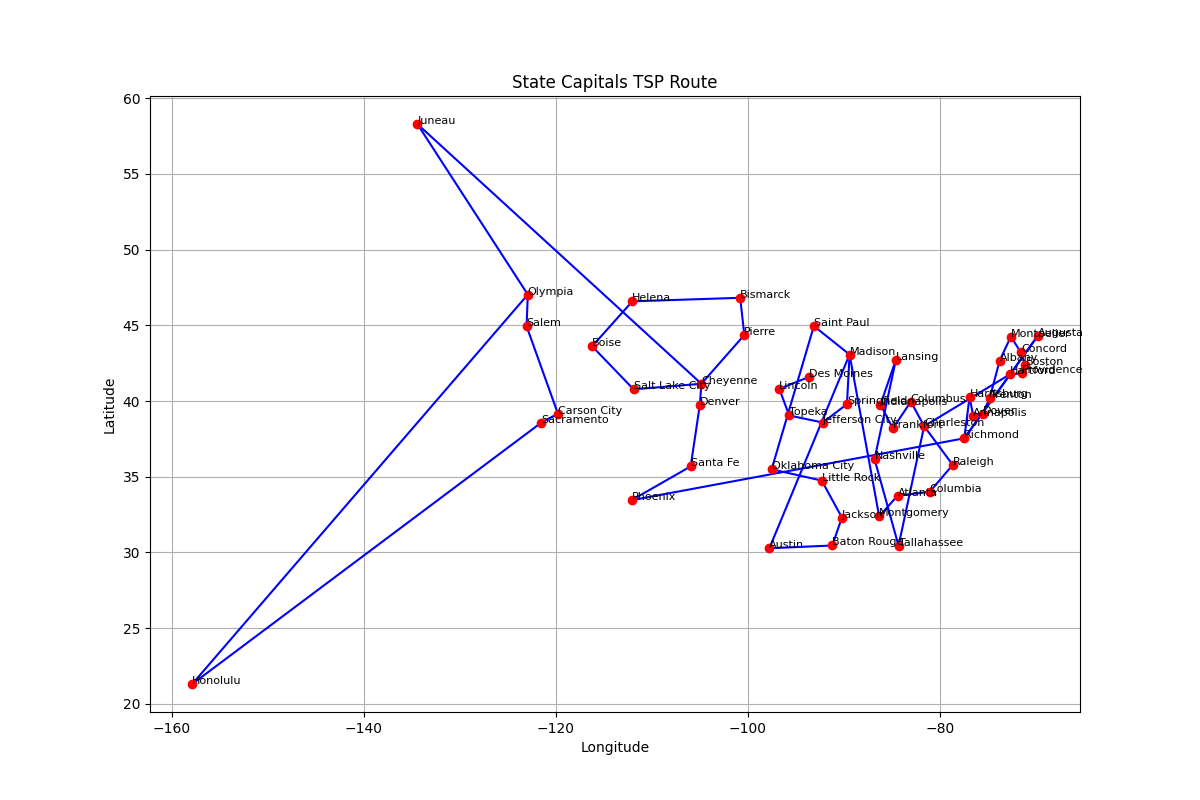 State Capitals TSP Route
60
Juneau
55
50
Olympia
Helena
Bismarck
45
Salem
Saint Paul
Pierre
Montpelier
Augusta
Boise
Madison
Concord
Lansing
Albany
Boston
Cheyenne
Des Moines
Hartford
Providence
Salt Lake City
Lincoln
40
Denver
Springfield
Indianapolis
Columbus
Harrisburg
Trenton
Carson City
Topeka
Annapolis
Dover
Sacramento
Jefferson City
Frankfort
Charleston
Richmond
Latitude
Santa Fe
Oklahoma City
Nashville
Raleigh
35
Little Rock
Phoenix
Atlanta
Columbia
Jackson
Montgomery
30
Austin
Baton Rouge
Tallahassee
25
Honolulu
20
−160
−140
−120
−100
−80
Longitude